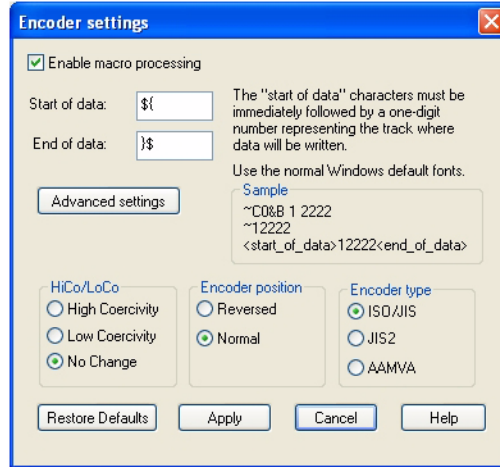 Encoder settings
Enable macro processing
Start of data:
${
End of data:
}$
The "start of data" characters must be
immediately followed by a one-digit
number representing the track where
data will be written.
Use the normal Windows default fonts.
Advanced settings
Sample
~C0&B 1 2222
~12222
<start_of_data>12222<end_of_data>
HiCo/LoCo
High Coercivity
Low Coercivity
No Change
Encoder position
Reversed
Normal
Encoder type
ISO/JIS
JIS2
AAMVA
Restore Defaults
Apply
Cancel
Help